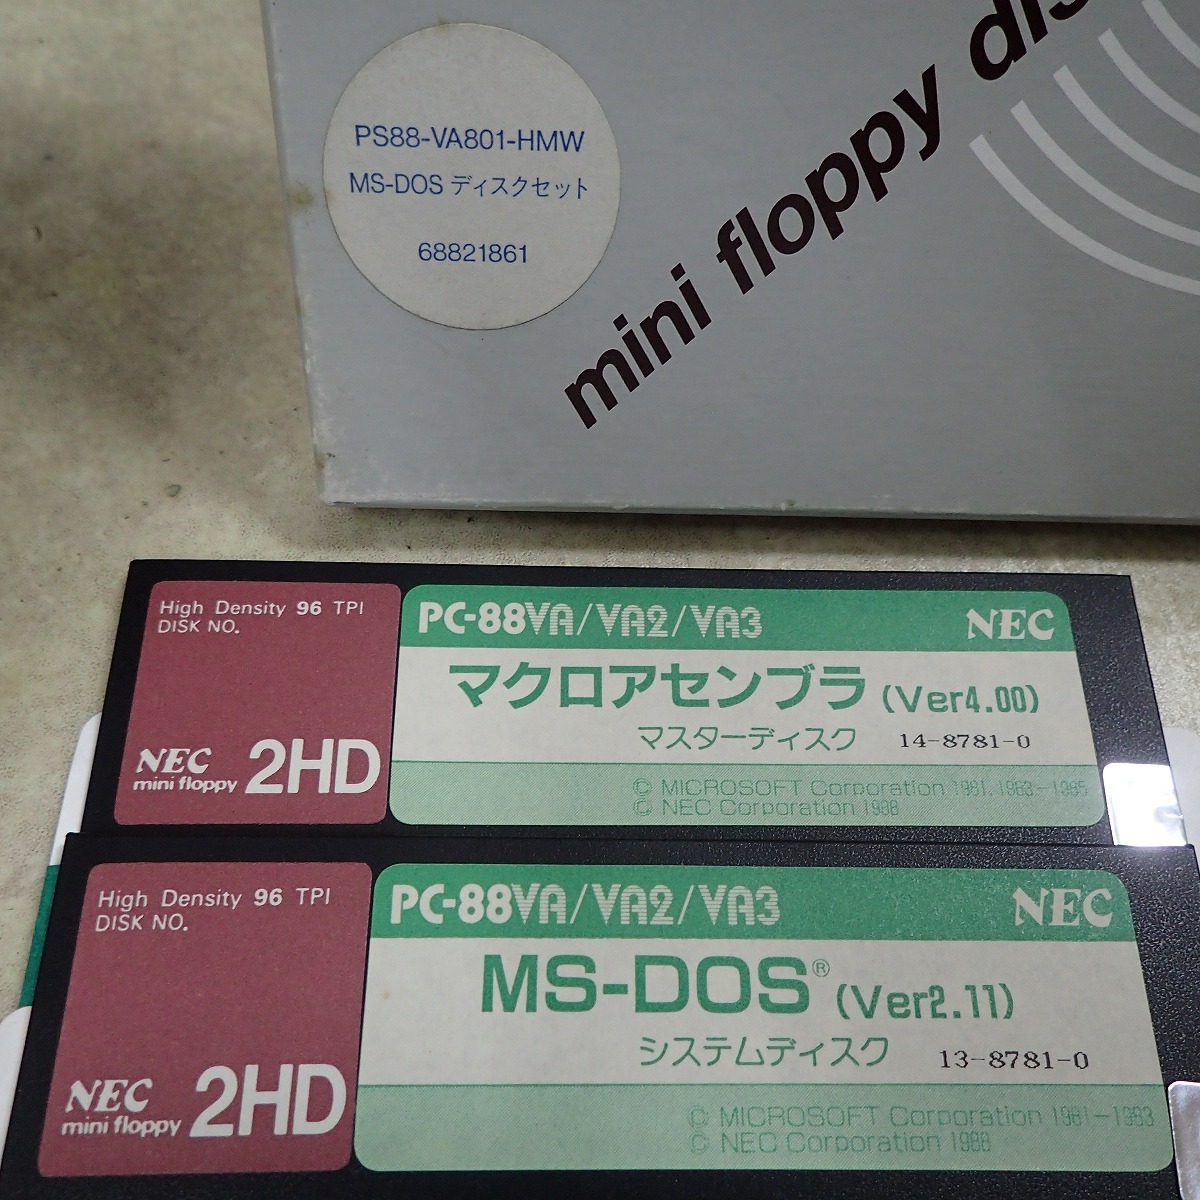 PS88-VA801-HMW
MS-DOS ディスクセット
68821861
mini floppy dis
High Density 96 TPI
DISK NO.
NEC
mini floppy 2HD
PC-88VA/VA2/VA3 NEC
マクロアセンブラ (Ver4.00)
マスターディスク 14-8781-0
© MICROSOFT Corporation 1981,1983-1985
© NEC Corporation 1988
High Density 96 TPI
DISK NO.
NEC
mini floppy 2HD
PC-88VA/VA2/VA3 NEC
MS-DOS® (Ver2.11)
システムディスク 13-8781-0
© MICROSOFT Corporation 1981-1983
© NEC Corporation 1988